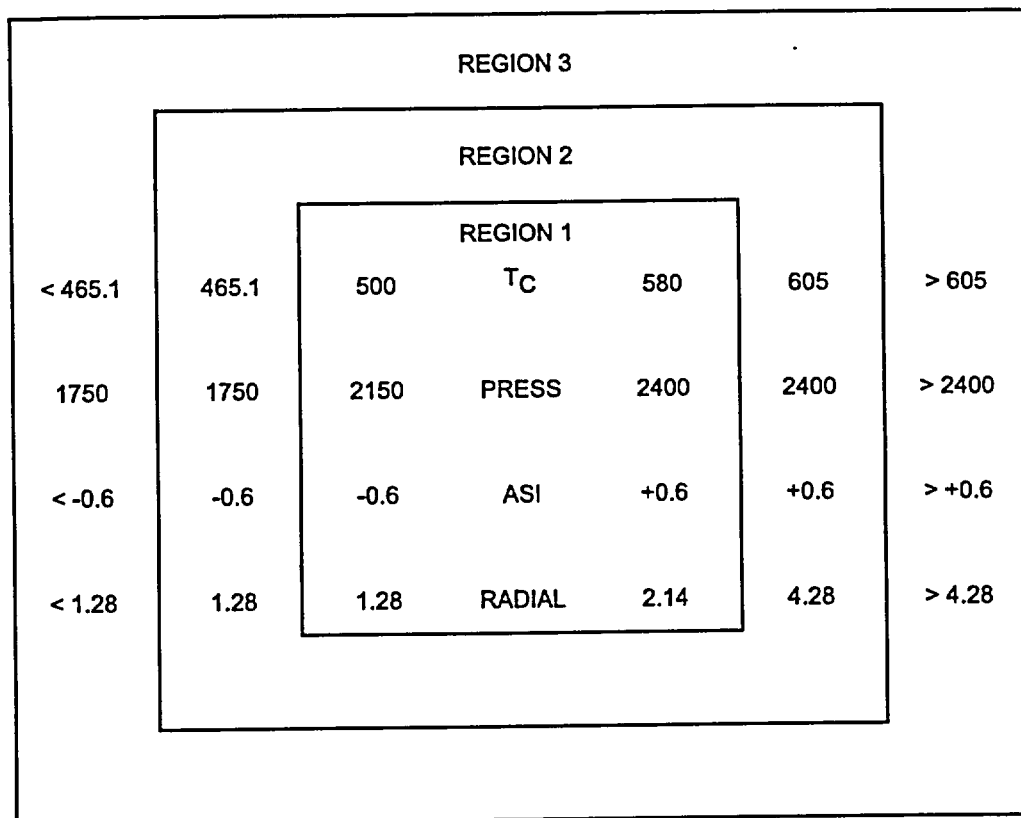 REGION 3
REGION 2
REGION 1
< 465.1 465.1 500 TC 580 605 > 605
1750 1750 2150 PRESS 2400 2400 > 2400
< -0.6 -0.6 -0.6 ASI +0.6 +0.6 > +0.6
< 1.28 1.28 1.28 RADIAL 2.14 4.28 > 4.28